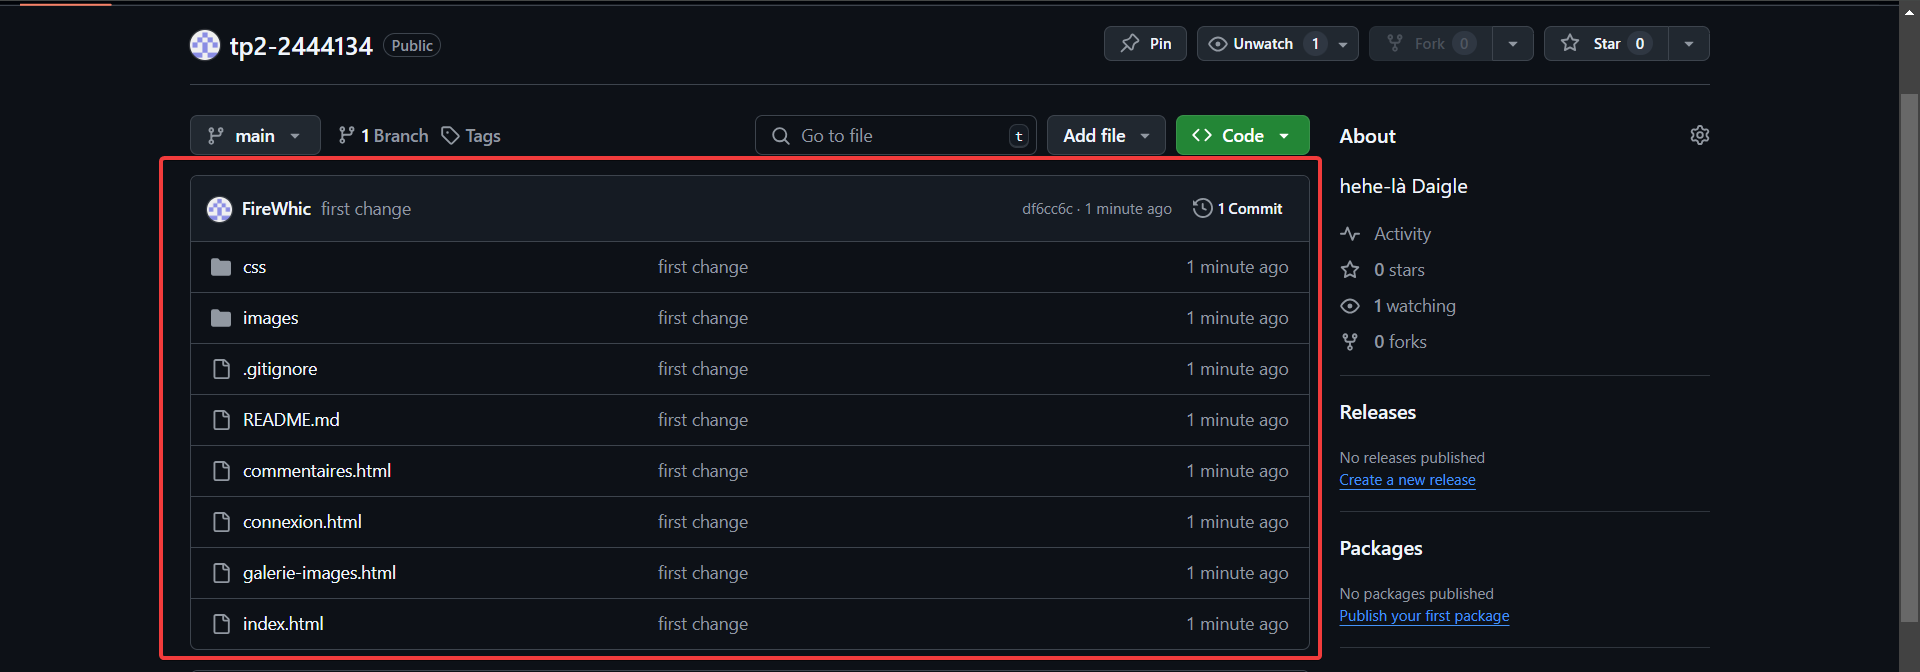 tp2-2444134 Public
Pin Unwatch 1 Fork 0 Star 0
main 1 Branch Tags Go to file t Add file Code
FireWhic first change df6cc6c · 1 minute ago 1 Commit
css first change 1 minute ago
images first change 1 minute ago
.gitignore first change 1 minute ago
README.md first change 1 minute ago
commentaires.html first change 1 minute ago
connexion.html first change 1 minute ago
galerie-images.html first change 1 minute ago
index.html first change 1 minute ago
About
hehe-là Daigle
Activity
0 stars
1 watching
0 forks
Releases
No releases published
Create a new release
Packages
No packages published
Publish your first package